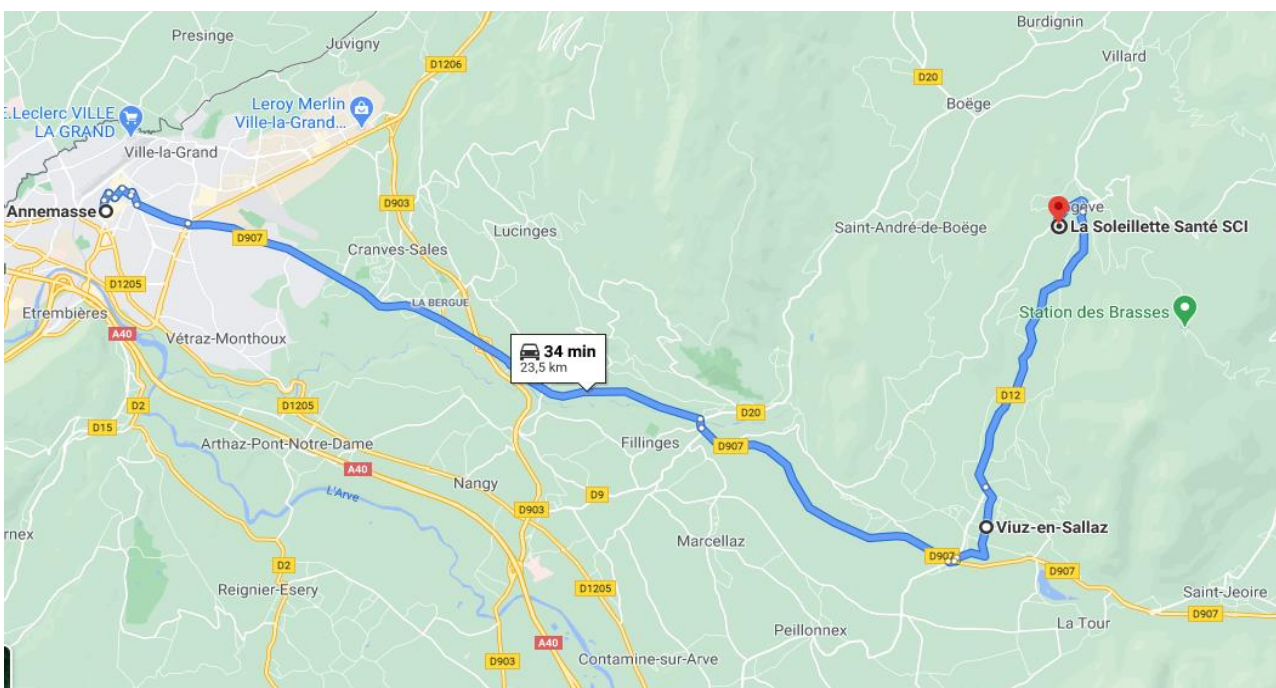 Burdignin
Presinge
Juvigny
Villard
D1206
D20
Boëge
E.Leclerc VILLE
LA GRAND
Leroy Merlin
Ville-la-Grand...
Ville-la-Grand
D903
Annemasse
D907
Lucinges
Saint-André-de-Boëge
La Soleillette Santé SCI
Cranves-Sales
D1205
LA BERGUE
Etrembières
A40
Vétraz-Monthoux
Station des Brasses
34 min
23,5 km
D12
D2
D1205
D20
D15
Arthaz-Pont-Notre-Dame
Fillinges
D907
A40
Nangy
L'Arve
D9
D903
Viuz-en-Sallaz
Marcellaz
D907
D2
D907
Reignier-Esery
D1205
Saint-Jeoire
D907
La Tour
Peillonnex
A40
D903
Contamine-sur-Arve